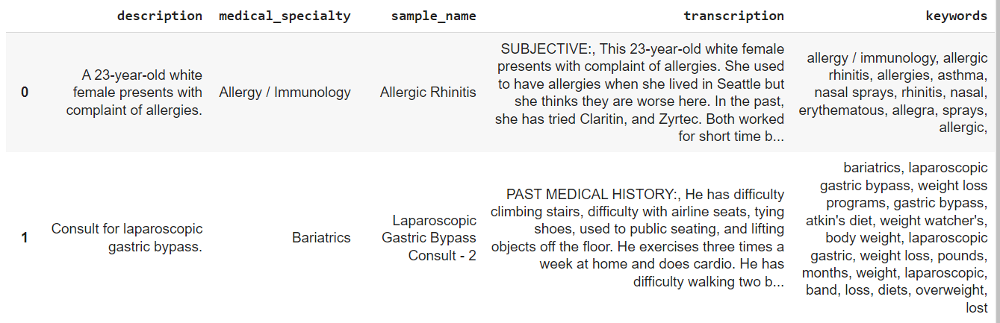 description medical_specialty sample_name transcription keywords
0
A 23-year-old white
female presents with
complaint of allergies.
Allergy / Immunology
Allergic Rhinitis
SUBJECTIVE:, This 23-year-old white female
presents with complaint of allergies. She used
to have allergies when she lived in Seattle but
she thinks they are worse here. In the past,
she has tried Claritin, and Zyrtec. Both worked
for short time b...
allergy / immunology, allergic
rhinitis, allergies, asthma,
nasal sprays, rhinitis, nasal,
erythematous, allegra, sprays,
allergic,
1
Consult for laparoscopic
gastric bypass.
Bariatrics
Laparoscopic
Gastric Bypass
Consult - 2
PAST MEDICAL HISTORY:, He has difficulty
climbing stairs, difficulty with airline seats, tying
shoes, used to public seating, and lifting
objects off the floor. He exercises three times a
week at home and does cardio. He has
difficulty walking two b...
bariatrics, laparoscopic
gastric bypass, weight loss
programs, gastric bypass,
atkin's diet, weight watcher's,
body weight, laparoscopic
gastric, weight loss, pounds,
months, weight, laparoscopic,
band, loss, diets, overweight,
lost